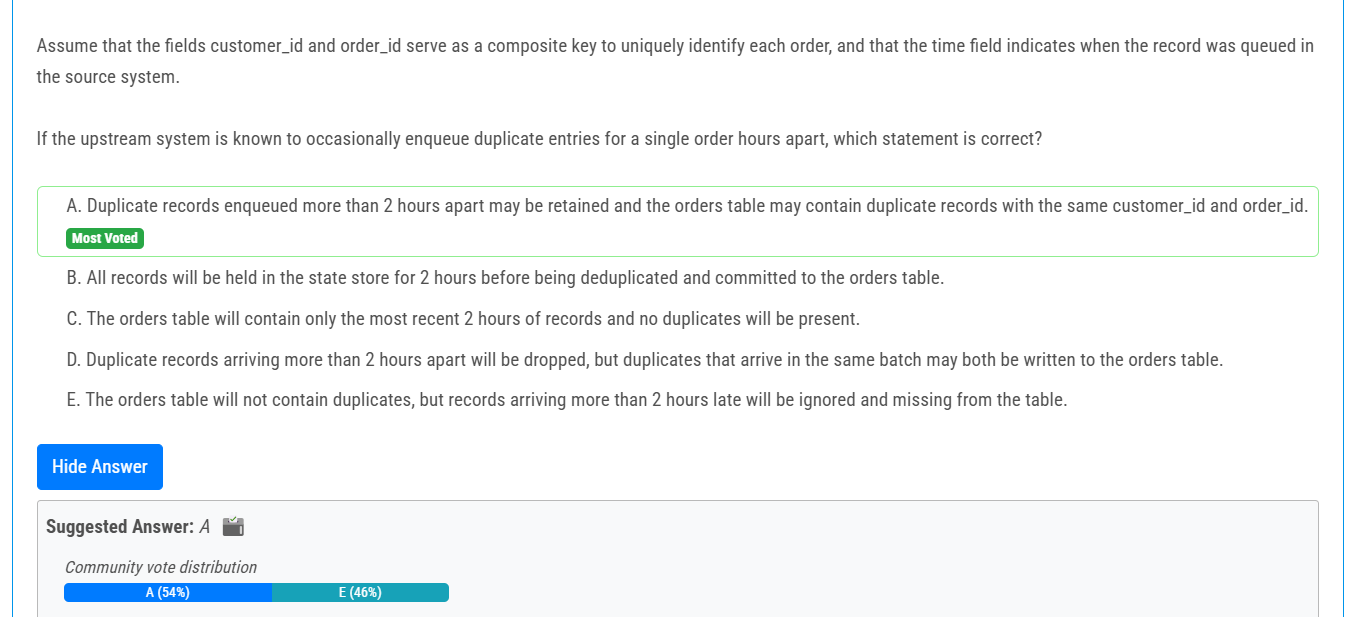 Assume that the fields customer_id and order_id serve as a composite key to uniquely identify each order, and that the time field indicates when the record was queued in
the source system.
If the upstream system is known to occasionally enqueue duplicate entries for a single order hours apart, which statement is correct?
A. Duplicate records enqueued more than 2 hours apart may be retained and the orders table may contain duplicate records with the same customer_id and order_id.
Most Voted
B. All records will be held in the state store for 2 hours before being deduplicated and committed to the orders table.
C. The orders table will contain only the most recent 2 hours of records and no duplicates will be present.
D. Duplicate records arriving more than 2 hours apart will be dropped, but duplicates that arrive in the same batch may both be written to the orders table.
E. The orders table will not contain duplicates, but records arriving more than 2 hours late will be ignored and missing from the table.
Hide Answer
Suggested Answer: A
Community vote distribution
A (54%) E (46%)